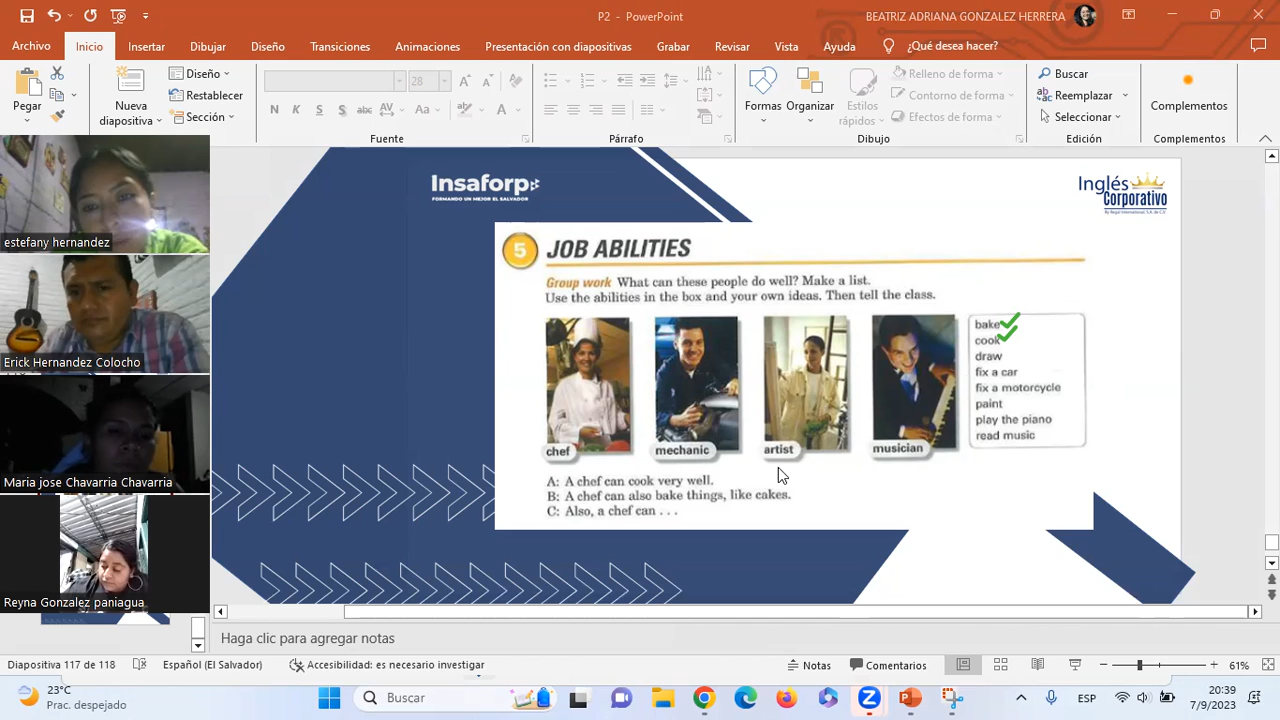 P2 - PowerPoint
BEATRIZ ADRIANA GONZALEZ HERRERA
Archivo
Inicio
Insertar
Dibujar
Diseño
Transiciones
Animaciones
Presentación con diapositivas
Grabar
Revisar
Vista
Ayuda
¿Qué desea hacer?
Pegar
Nueva
diapositiva
Diseño
Restablecer
Sección
28
Fuente
Párrafo
Formas
Organizar
Estilos
rápidos
Relleno de forma
Contorno de forma
Efectos de forma
Dibujo
Buscar
Reemplazar
Seleccionar
Edición
Complementos
Complementos
estefany hernandez
Erick Hernandez Colocho
Maria jose Chavarria Chavarria
Reyna Gonzalez paniagua
Insaforp
FORMANDO UN MEJOR EL SALVADOR
Inglés
Corporativo
by Regal International, S.A. de C.V.
5 JOB ABILITIES
Group work What can these people do well? Make a list.
Use the abilities in the box and your own ideas. Then tell the class.
chef
mechanic
artist
musician
bake
cook
draw
fix a car
fix a motorcycle
paint
play the piano
read music
A: A chef can cook very well.
B: A chef can also bake things, like cakes.
C: Also, a chef can . . .
Haga clic para agregar notas
Diapositiva 117 de 118
Español (El Salvador)
Accesibilidad: es necesario investigar
Notas
Comentarios
61%
23°C
Prac. despejado
Buscar
ESP
20:39
7/9/2023